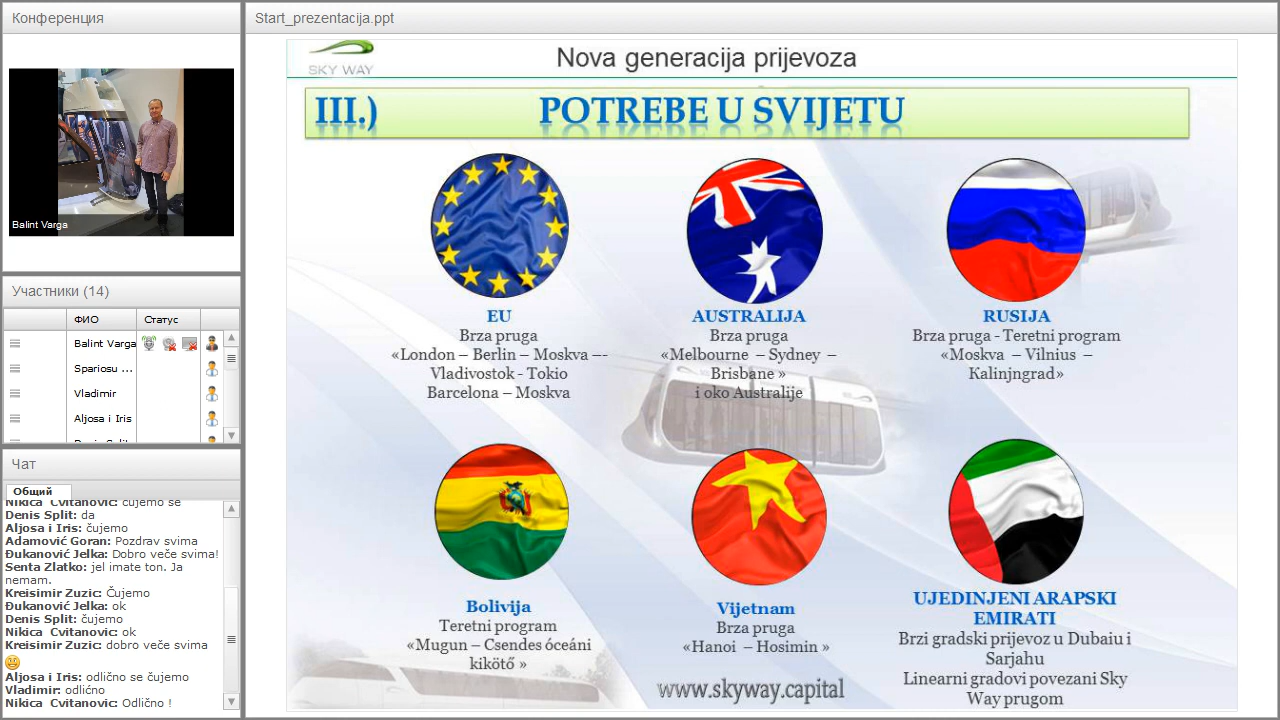 Конференция
Balint Varga
Участники (14)
ФИО
Статус
Balint Varga
Spariosu ...
Vladimir
Aljosa i Iris
Чат
Общий
Nikica Cvitanovic: čujemo se
Denis Split: da
Aljosa i Iris: čujemo
Adamović Goran: Pozdrav svima
Đukanović Jelka: Dobro veče svima!
Senta Zlatko: jel imate ton. Ja
nemam.
Kreisimir Zuzic: Čujemo
Đukanović Jelka: ok
Denis Split: čujemo
Nikica Cvitanovic: ok
Kreisimir Zuzic: dobro veče svima
Aljosa i Iris: odlično se čujemo
Vladimir: odlićno
Nikica Cvitanovic: Odlično !
Start_prezentacija.ppt
SKY WAY
Nova generacija prijevoza
III.) POTREBE U SVIJETU
EU
Brza pruga
«London – Berlin – Moskva –-
Vladivostok - Tokio
Barcelona – Moskva
AUSTRALIJA
Brza pruga
«Melbourne – Sydney –
Brisbane »
i oko Australije
RUSIJA
Brza pruga - Teretni program
«Moskva – Vilnius –
Kalinjngrad»
Bolivija
Teretni program
«Mugun – Csendes óceáni
kikötő »
Vijetnam
Brza pruga
«Hanoi – Hosimin »
UJEDINJENI ARAPSKI
EMIRATI
Brzi gradski prijevoz u Dubaiu i
Sarjahu
Linearni gradovi povezani Sky
Way prugom
www.skyway.capital